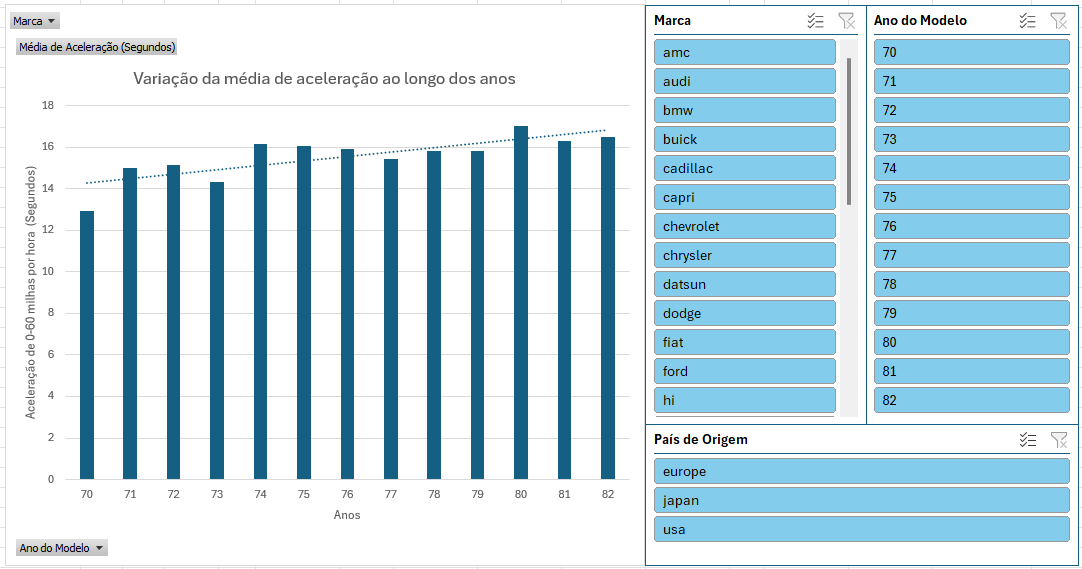 Marca
Média de Aceleração (Segundos)
Variação da média de aceleração ao longo dos anos
Aceleração de 0-60 milhas por hora (Segundos)
18
16
14
12
10
8
6
4
2
0
70 71 72 73 74 75 76 77 78 79 80 81 82
Anos
Ano do Modelo
Marca
amc
audi
bmw
buick
cadillac
capri
chevrolet
chrysler
datsun
dodge
fiat
ford
hi
Ano do Modelo
70
71
72
73
74
75
76
77
78
79
80
81
82
País de Origem
europe
japan
usa